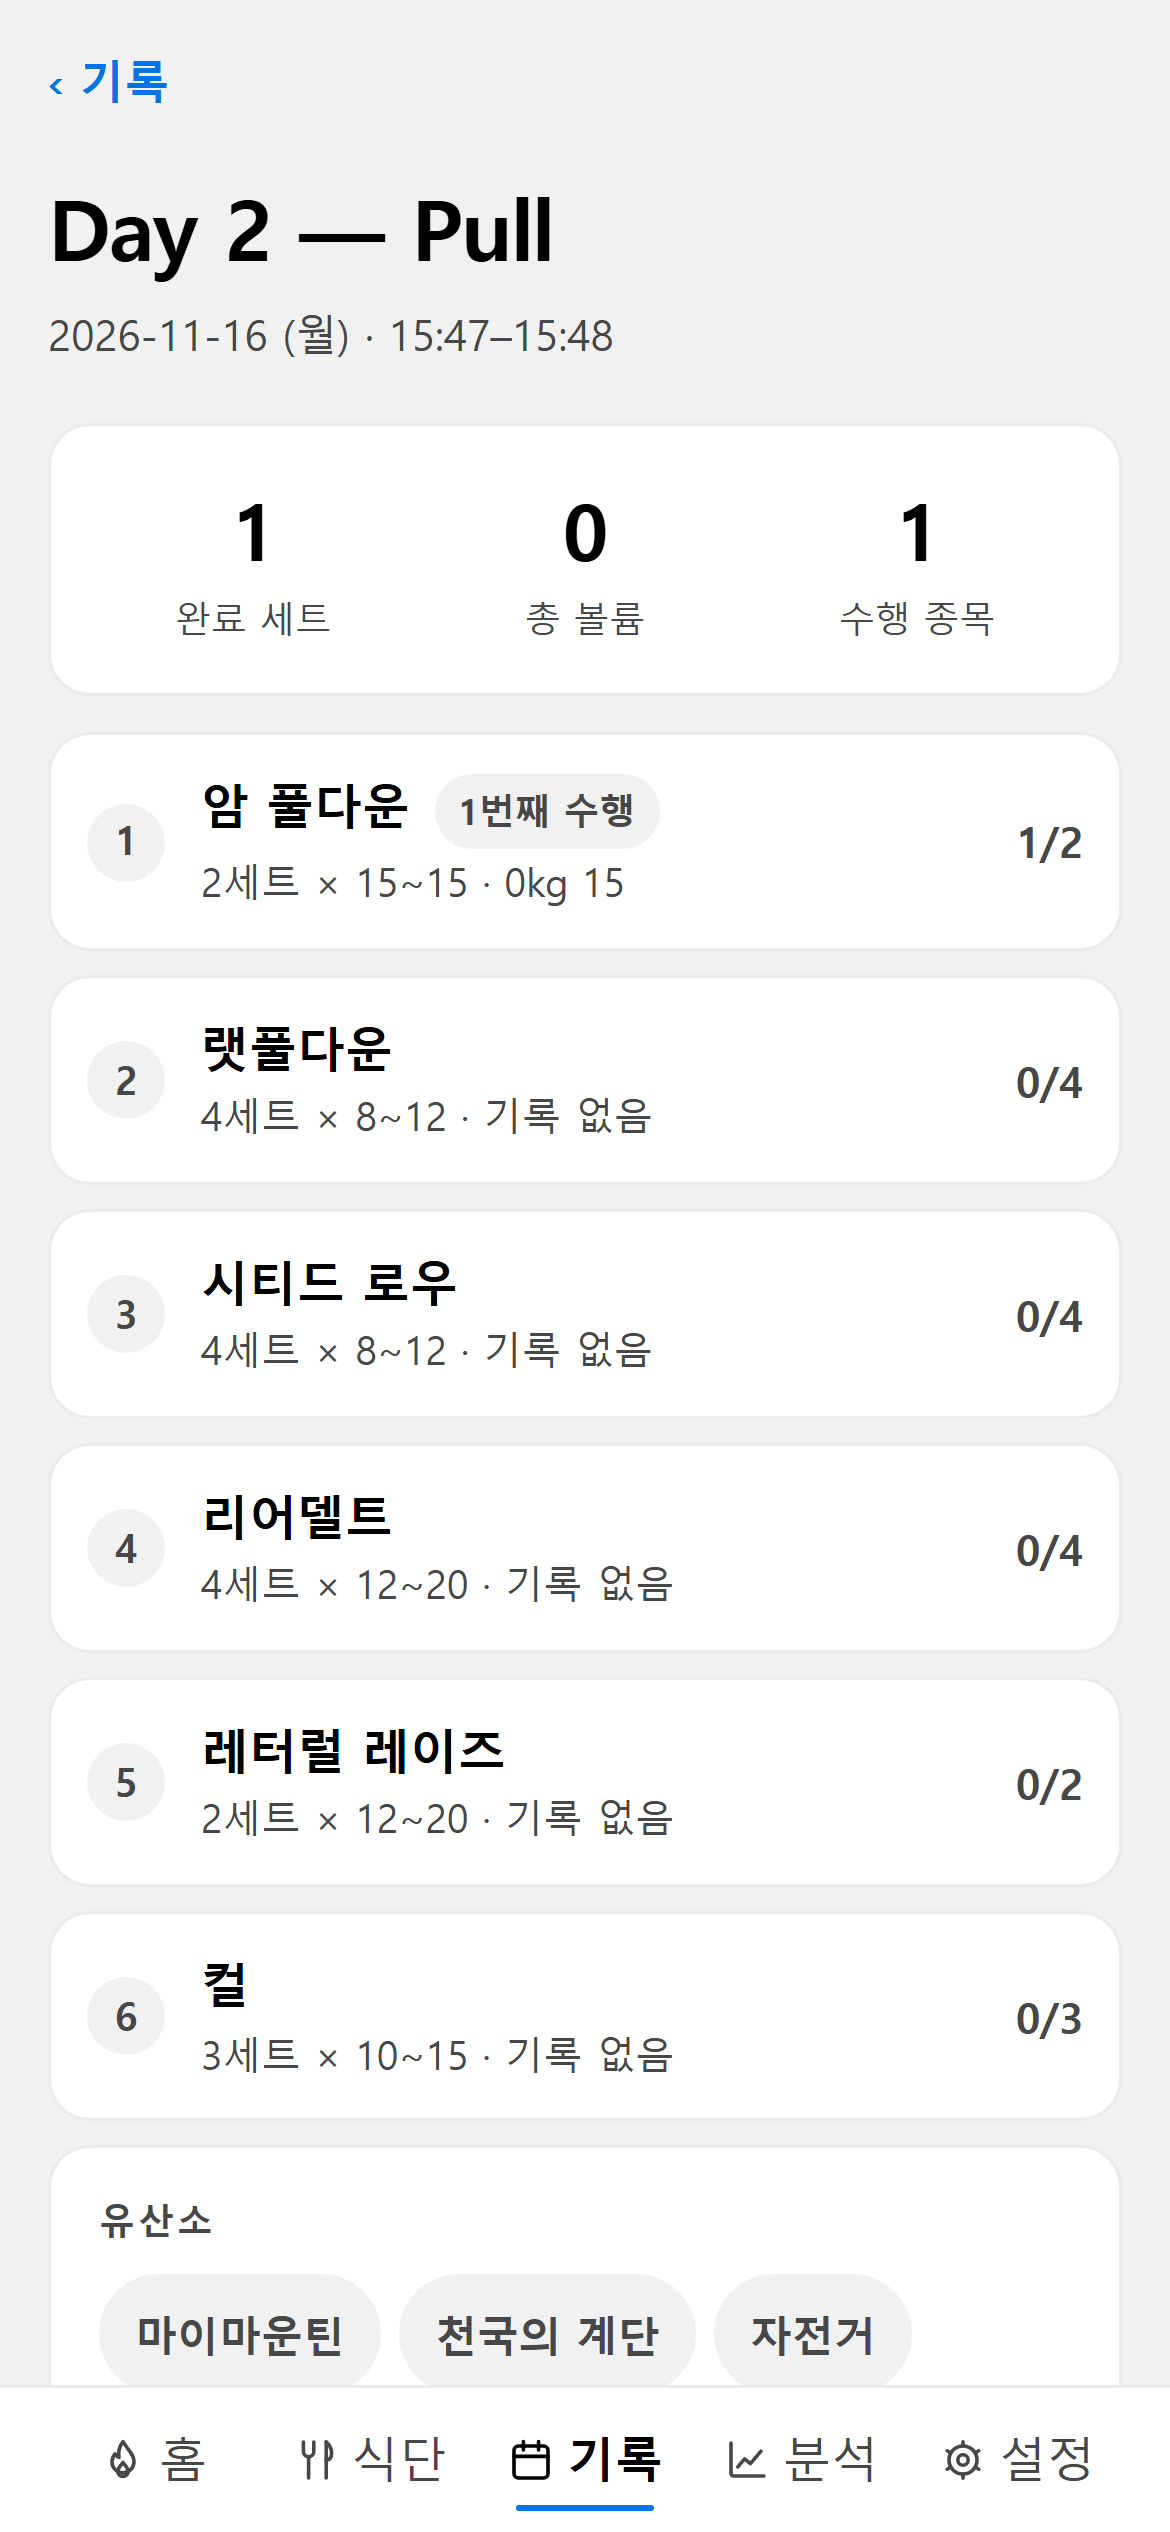 ‹ 기록
Day 2 — Pull
2026-11-16 (월) · 15:47–15:48
1 0 1
완료 세트 총 볼륨 수행 종목
1 암 풀다운 1번째 수행 1/2
2세트 × 15~15 · 0kg 15
2 랫풀다운 0/4
4세트 × 8~12 · 기록 없음
3 시티드 로우 0/4
4세트 × 8~12 · 기록 없음
4 리어델트 0/4
4세트 × 12~20 · 기록 없음
5 레터럴 레이즈 0/2
2세트 × 12~20 · 기록 없음
6 컬 0/3
3세트 × 10~15 · 기록 없음
유산소
마이마운틴 천국의 계단 자전거
홈 식단 기록 분석 설정